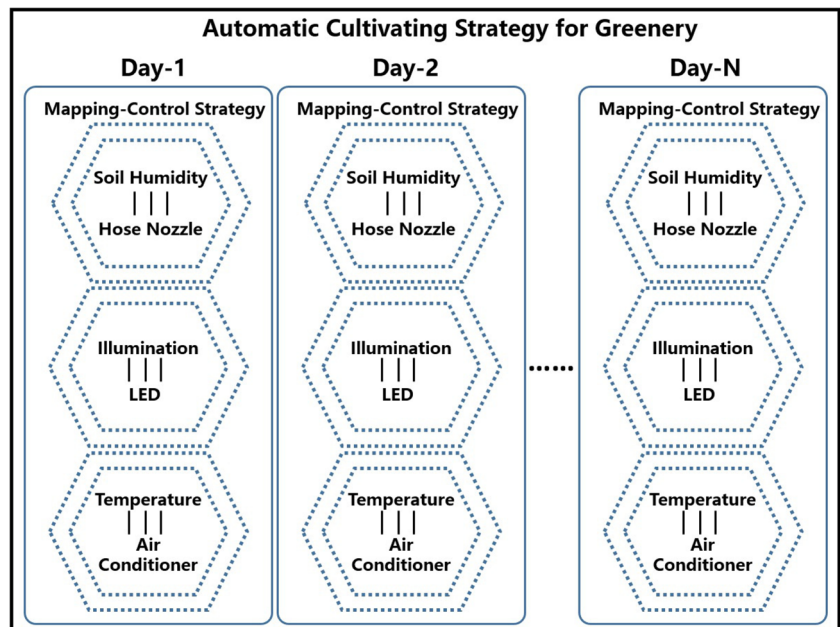 Automatic Cultivating Strategy for Greenery
Day-1
Mapping-Control Strategy
Soil Humidity
Hose Nozzle
Illumination
LED
Temperature
Air
Conditioner
Day-2
Mapping-Control Strategy
Soil Humidity
Hose Nozzle
Illumination
LED
Temperature
Air
Conditioner
......
Day-N
Mapping-Control Strategy
Soil Humidity
Hose Nozzle
Illumination
LED
Temperature
Air
Conditioner